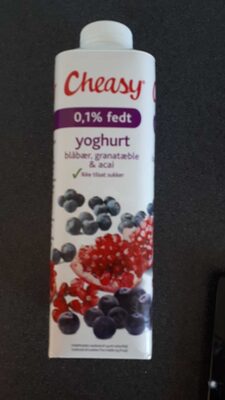 Cheasy
0,1% fedt
yoghurt
blåbær, granatæble
& acai
Ikke tilsat sukker